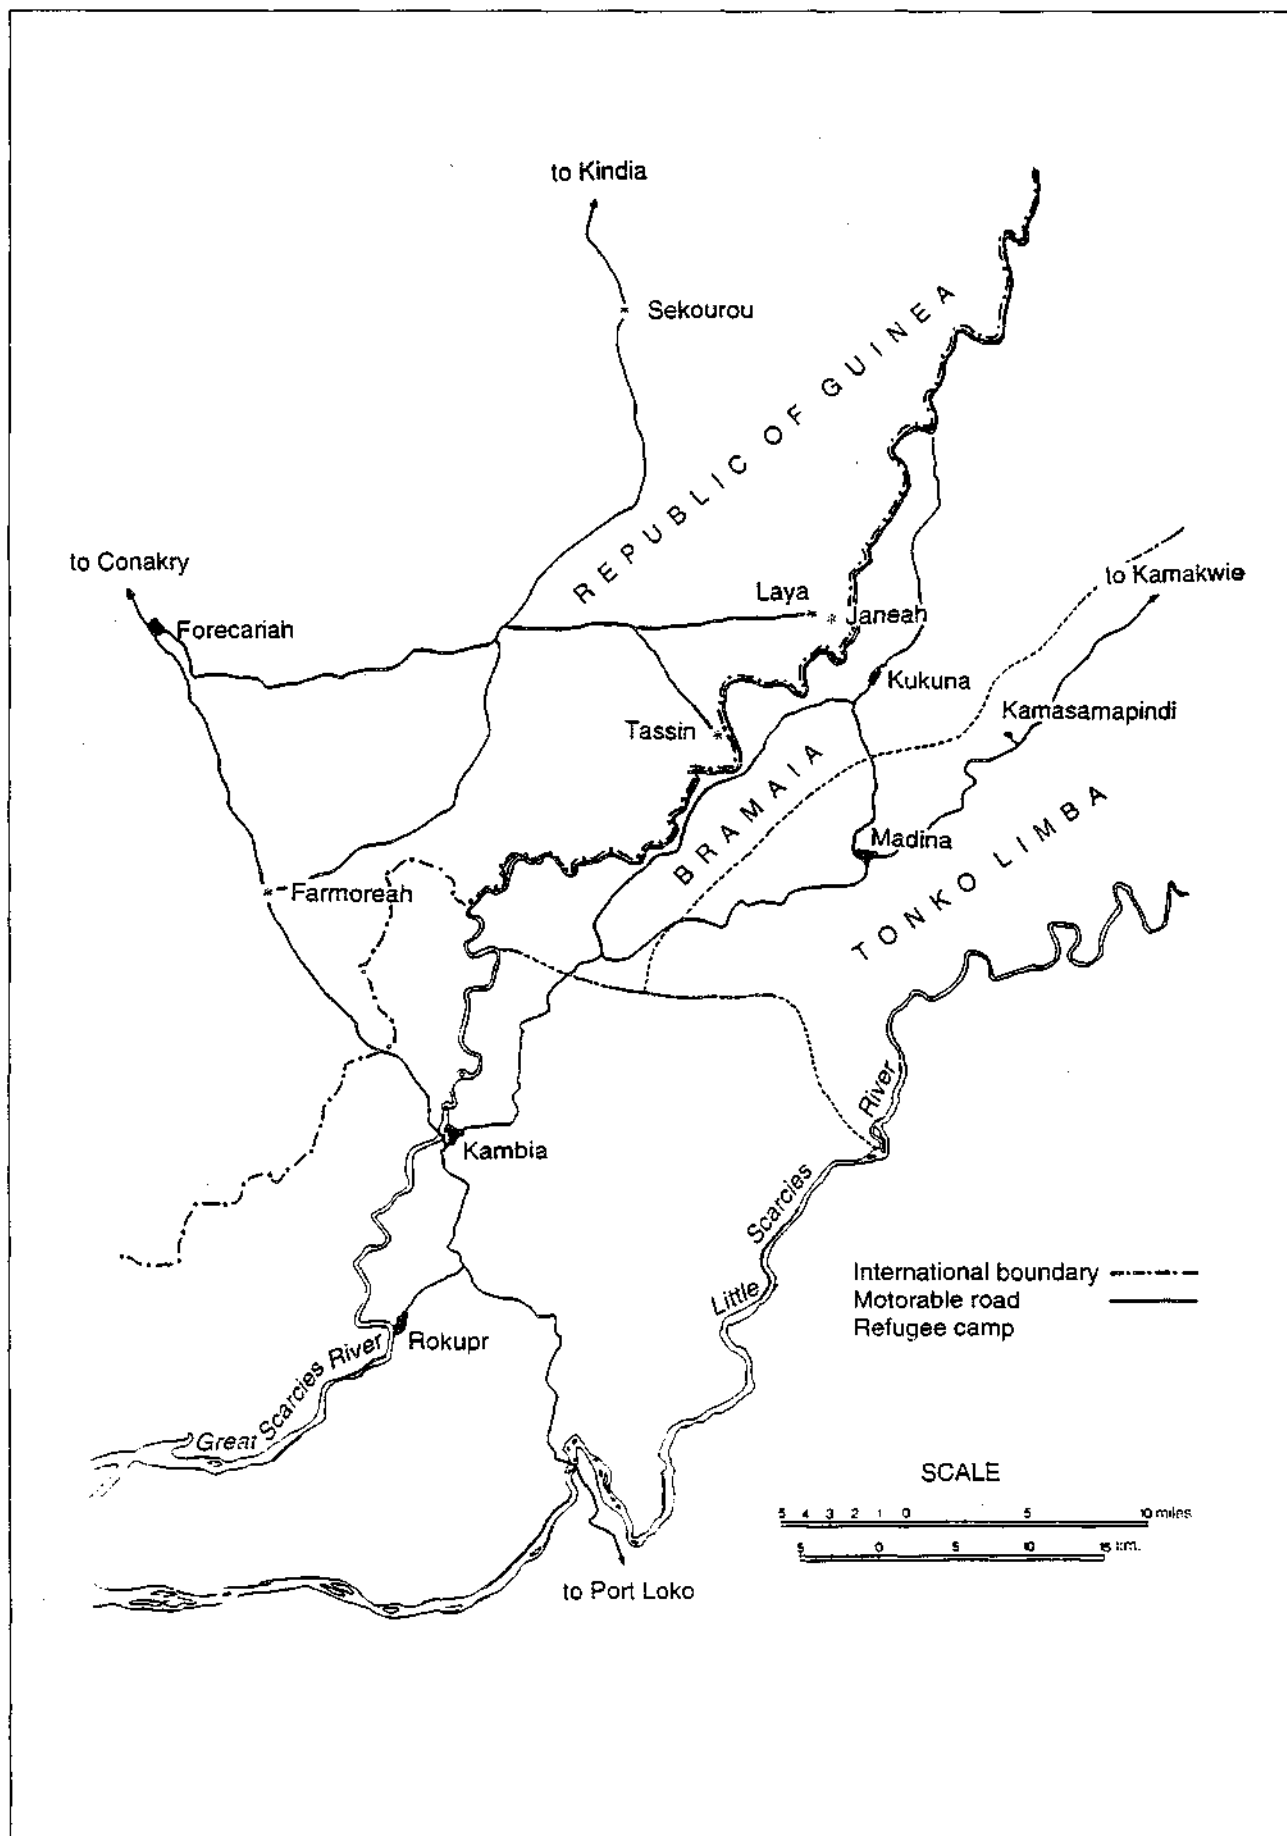 to Kindia
Sekourou
REPUBLIC OF GUINEA
to Conakry
Forecariah
Laya
Janeah
to Kamakwie
Kukuna
Kamasamapindi
Tassin
BRAMAIA
Madina
TONKO LIMBA
Farmoreah
Kambia
Little Scarcies River
International boundary
Motorable road
Refugee camp
Rokupr
Great Scarcies River
SCALE
5 4 3 2 1 0 5 10 miles
5 0 5 10 15 km.
to Port Loko